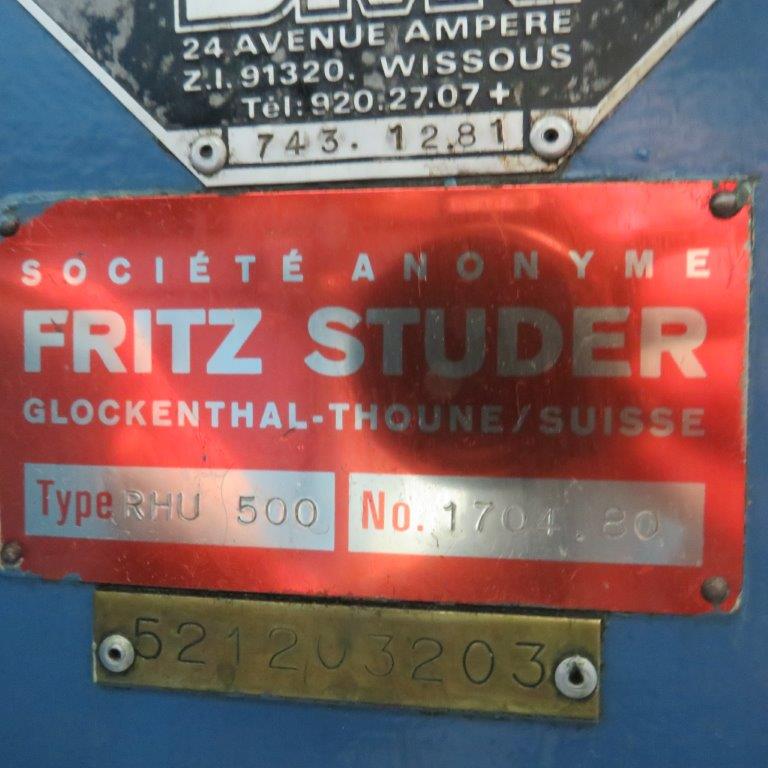 24 AVENUE AMPERE
Z.I. 91320. WISSOUS
Tél: 920.27.07+
743. 12.81
SOCIÉTÉ ANONYME
FRITZ STUDER
GLOCKENTHAL-THOUNE/SUISSE
Type RHU 500 No. 1704.80
521203203